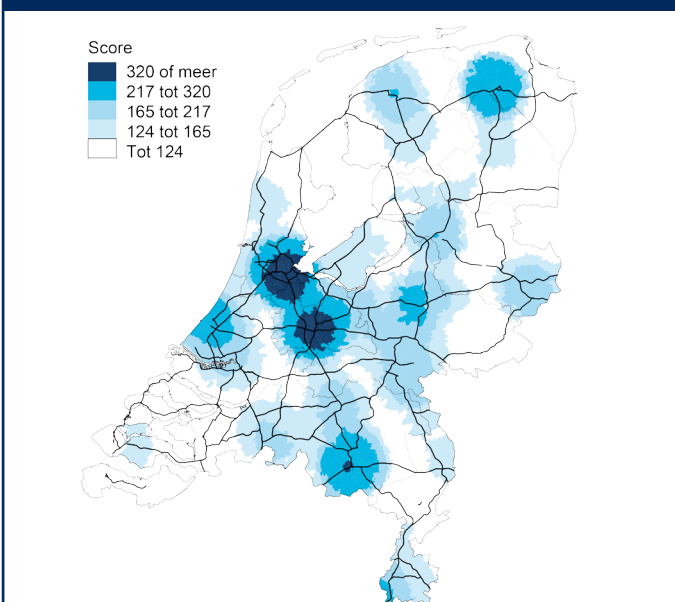 Score
320 of meer
217 tot 320
165 tot 217
124 tot 165
Tot 124